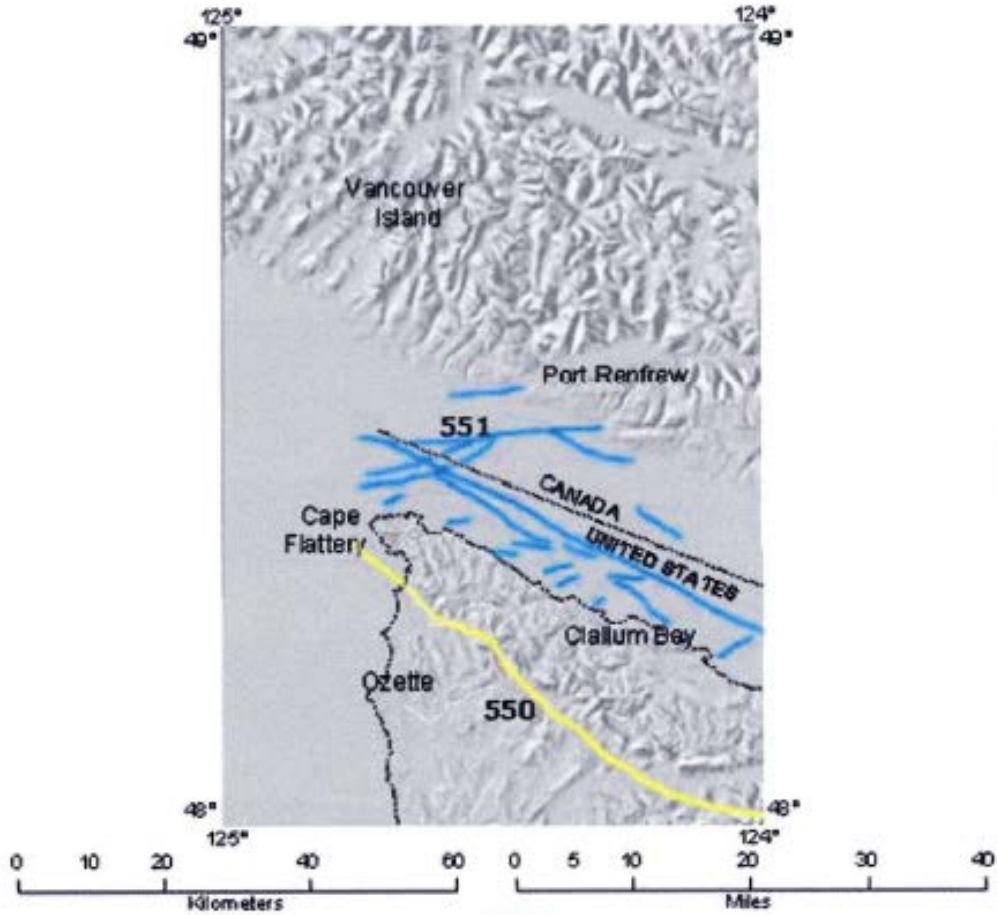 125° 124°
49° 49°
Vancouver
Island
Port Renfrew
551
CANADA
UNITED STATES
Cape
Flattery
Clallum Bay
Ozette
550
48° 48°
125° 124°
0 10 20 40 60 0 5 10 20 30 40
Kilometers Miles